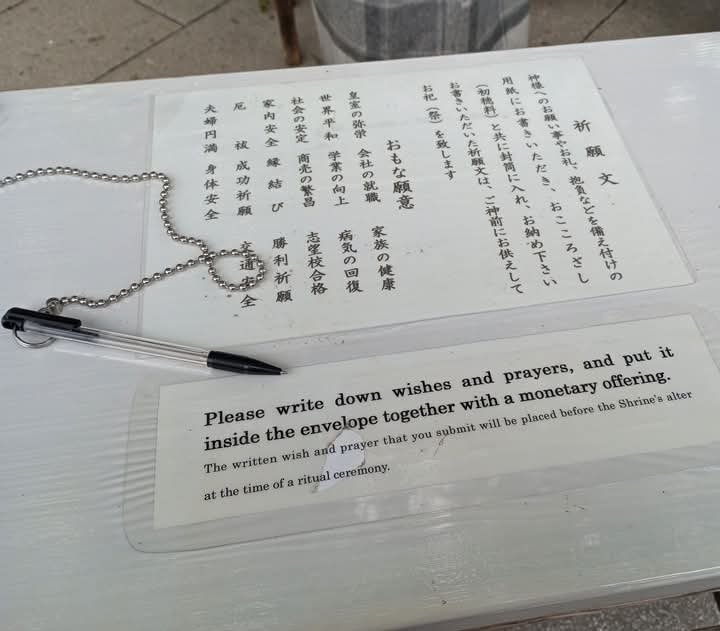 祈願文
神様へのお願い事やお礼、抱負などを備え付けの
用紙にお書きいただき、おこころざし
(初穂料)と共に封筒に入れ、お納め下さい
お書きいただいた祈願文は、ご神前にお供えして
お祀(祭)を致します
おもな願意
皇室の弥栄 会社の就職 家族の健康
世界平和 学業の向上 病気の回復
社会の安定 商売の繁昌 志望校合格
家内安全 縁結び 勝利祈願
厄祓 成功祈願 交通安全
夫婦円満 身体安全
Please write down wishes and prayers, and put it
inside the envelope together with a monetary offering.
The written wish and prayer that you submit will be placed before the Shrine's alter
at the time of a ritual ceremony.